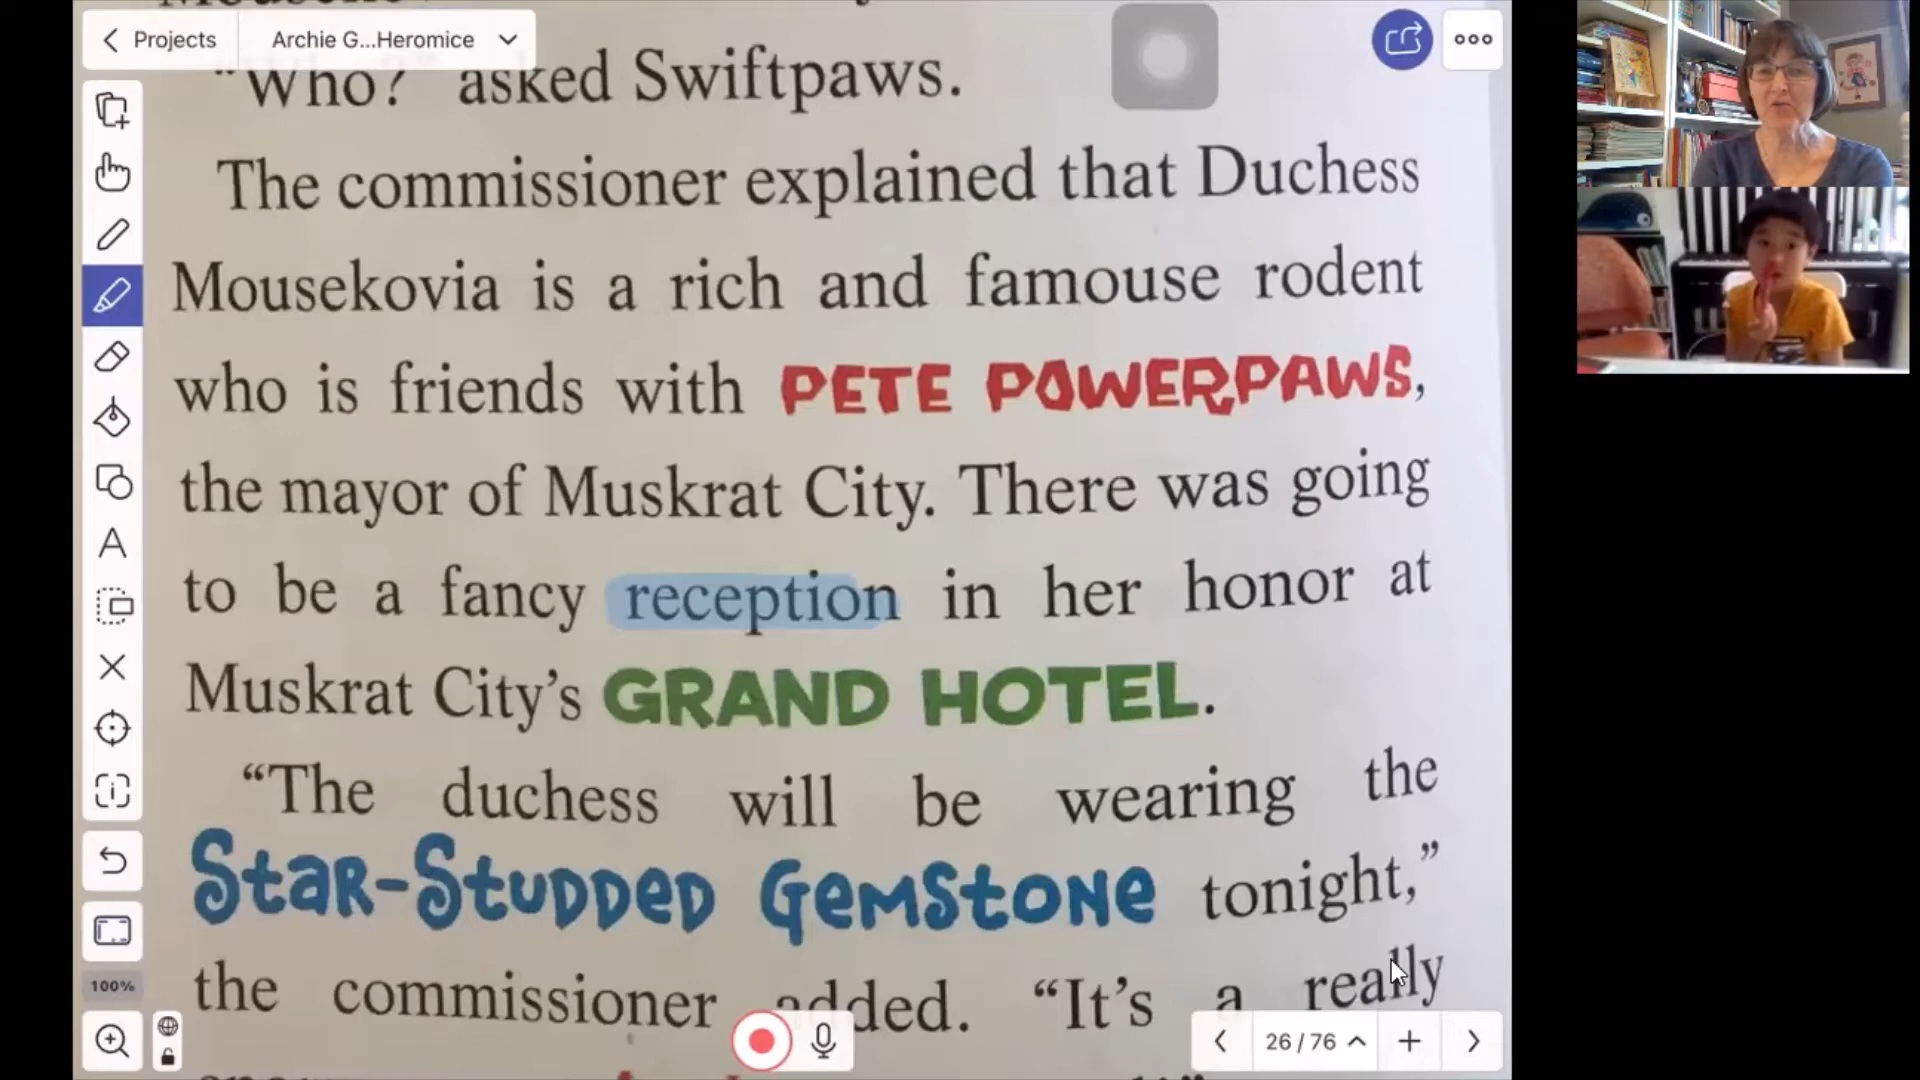 Projects
Archie G...Heromice
"Who?" asked Swiftpaws.
The commissioner explained that Duchess
Mousekovia is a rich and famouse rodent
who is friends with PETE POWERPAWS,
the mayor of Muskrat City. There was going
to be a fancy reception in her honor at
Muskrat City's GRAND HOTEL.
"The duchess will be wearing the
Star-Studded Gemstone tonight,"
the commissioner added. "It's a really
100%
26 / 76